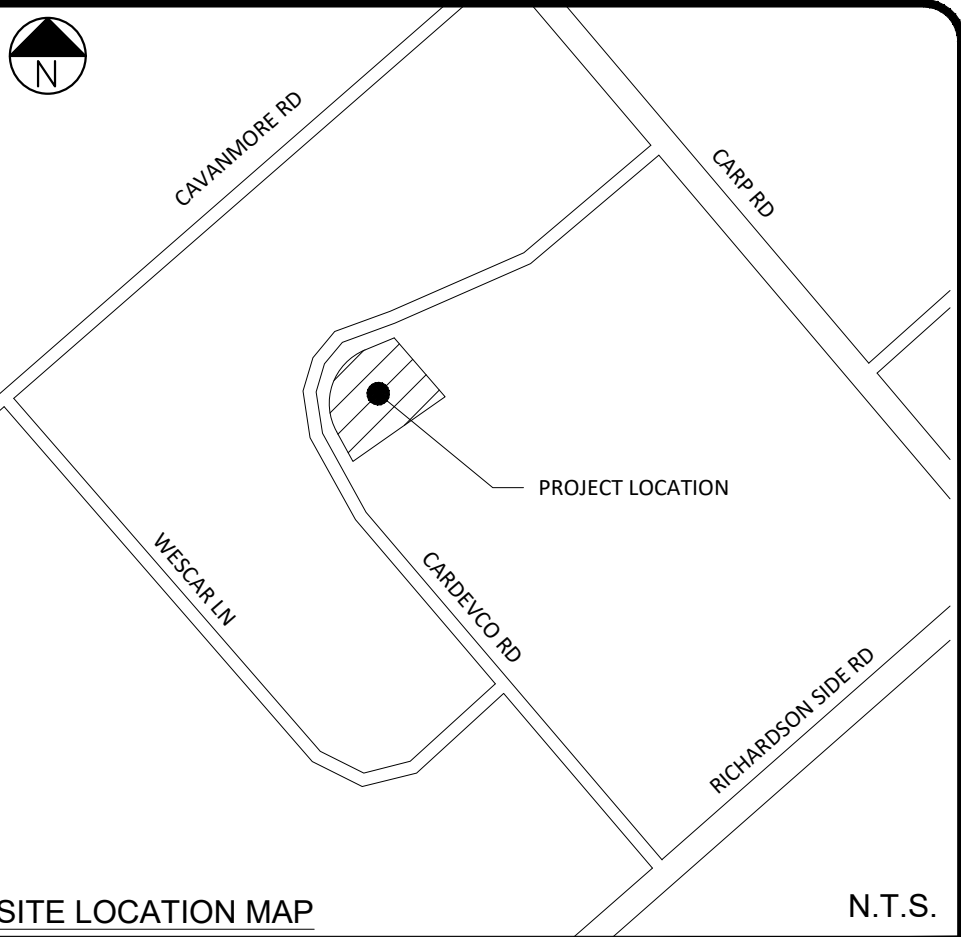 N
CAVANMORE RD
CARP RD
PROJECT LOCATION
WESCAR LN
CARDEVCO RD
RICHARDSON SIDE RD
SITE LOCATION MAP
N.T.S.